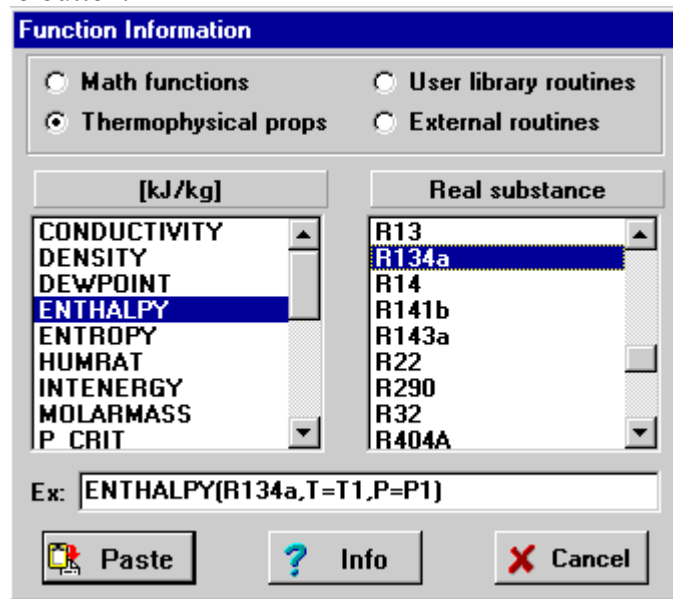 Function Information
Math functions
User library routines
Thermophysical props
External routines
[kJ/kg]
Real substance
CONDUCTIVITY
DENSITY
DEWPOINT
ENTHALPY
ENTROPY
HUMRAT
INTENERGY
MOLARMASS
P_CRIT
R13
R134a
R14
R141b
R143a
R22
R290
R32
R404A
Ex: ENTHALPY(R134a,T=T1,P=P1)
Paste
? Info
Cancel